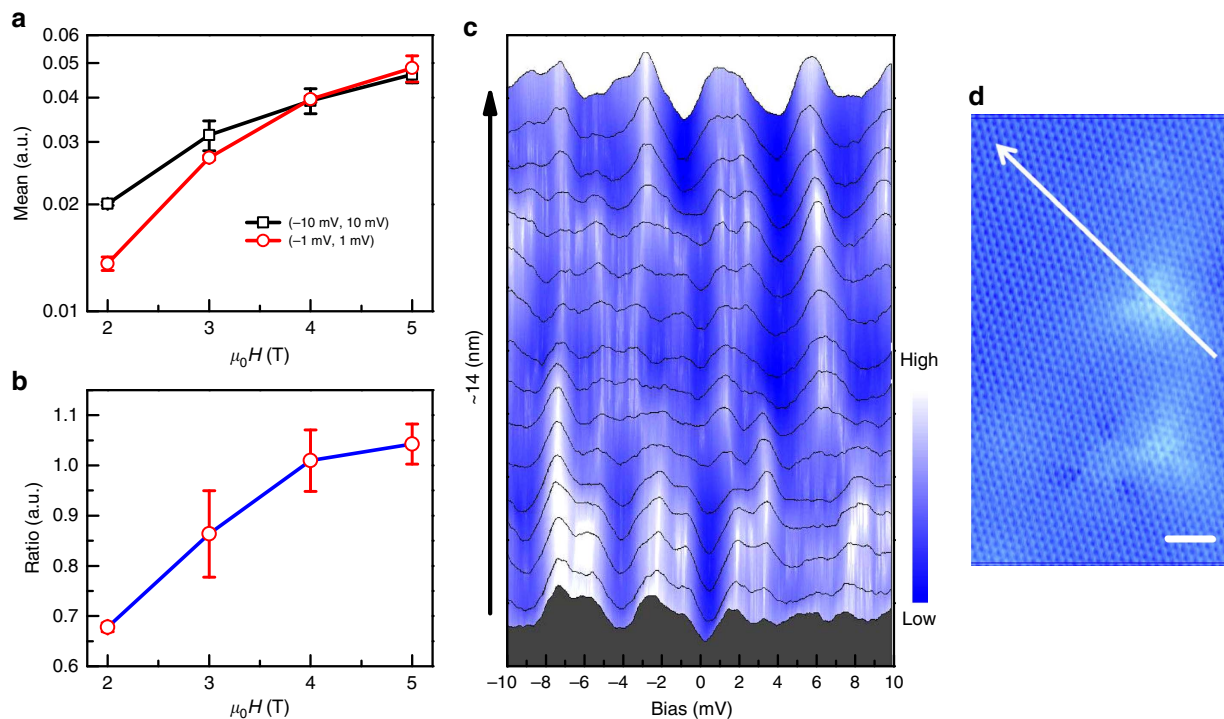 a
0.06
0.05
0.04
0.03
0.02
0.01
Mean (a.u.)
(–10 mV, 10 mV)
(–1 mV, 1 mV)
2 3 4 5
μ0H (T)
b
1.1
1.0
0.9
0.8
0.7
0.6
Ratio (a.u.)
2 3 4 5
μ0H (T)
c
~14 (nm)
–10 –8 –6 –4 –2 0 2 4 6 8 10
Bias (mV)
High
Low
d